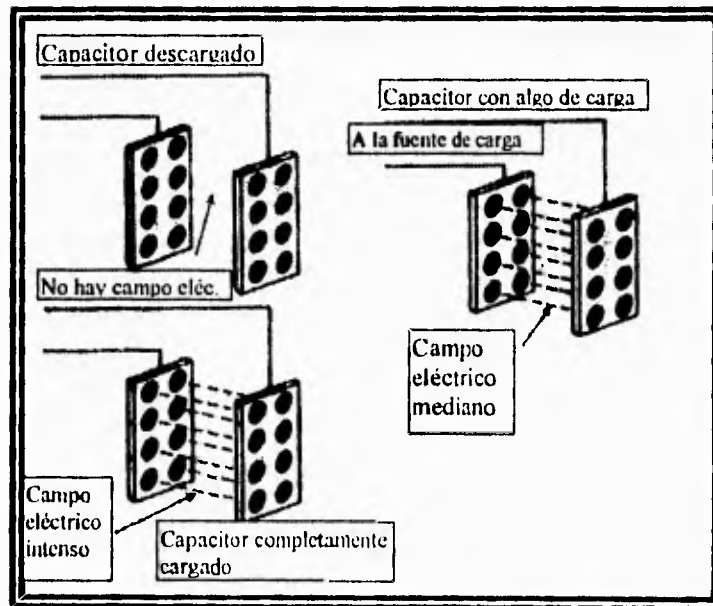 Capacitor descargado
No hay campo eléc.
Capacitor con algo de carga
A la fuente de carga
Campo
eléctrico
mediano
Campo
eléctrico
intenso
Capacitor completamente
cargado